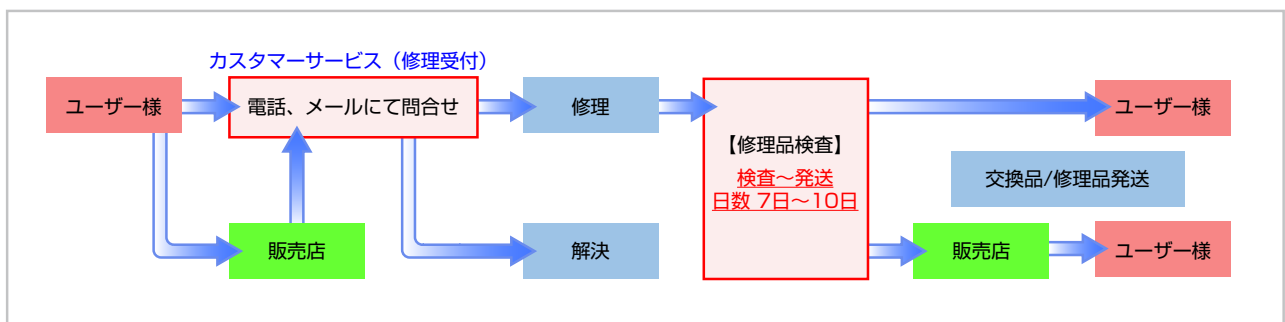 カスタマーサービス（修理受付）
ユーザー様
電話、メールにて問合せ
修理
【修理品検査】
検査～発送
日数 7日～10日
ユーザー様
交換品/修理品発送
販売店
解決
販売店
ユーザー様